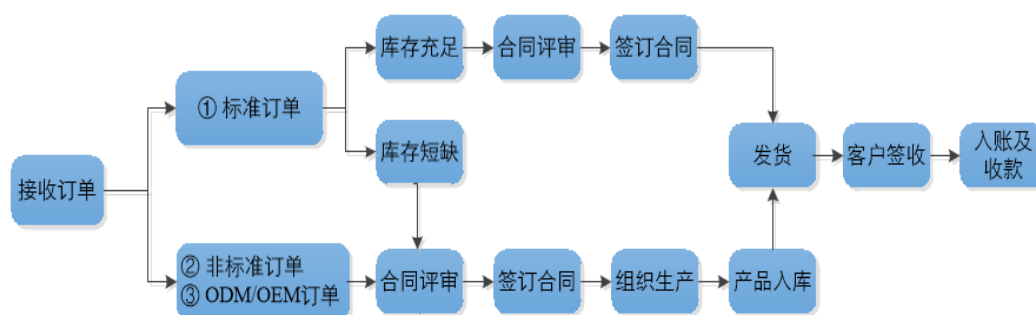 库存充足
合同评审
签订合同
① 标准订单
库存短缺
发货
客户签收
入账及
收款
接收订单
② 非标准订单
③ ODM/OEM订单
合同评审
签订合同
组织生产
产品入库